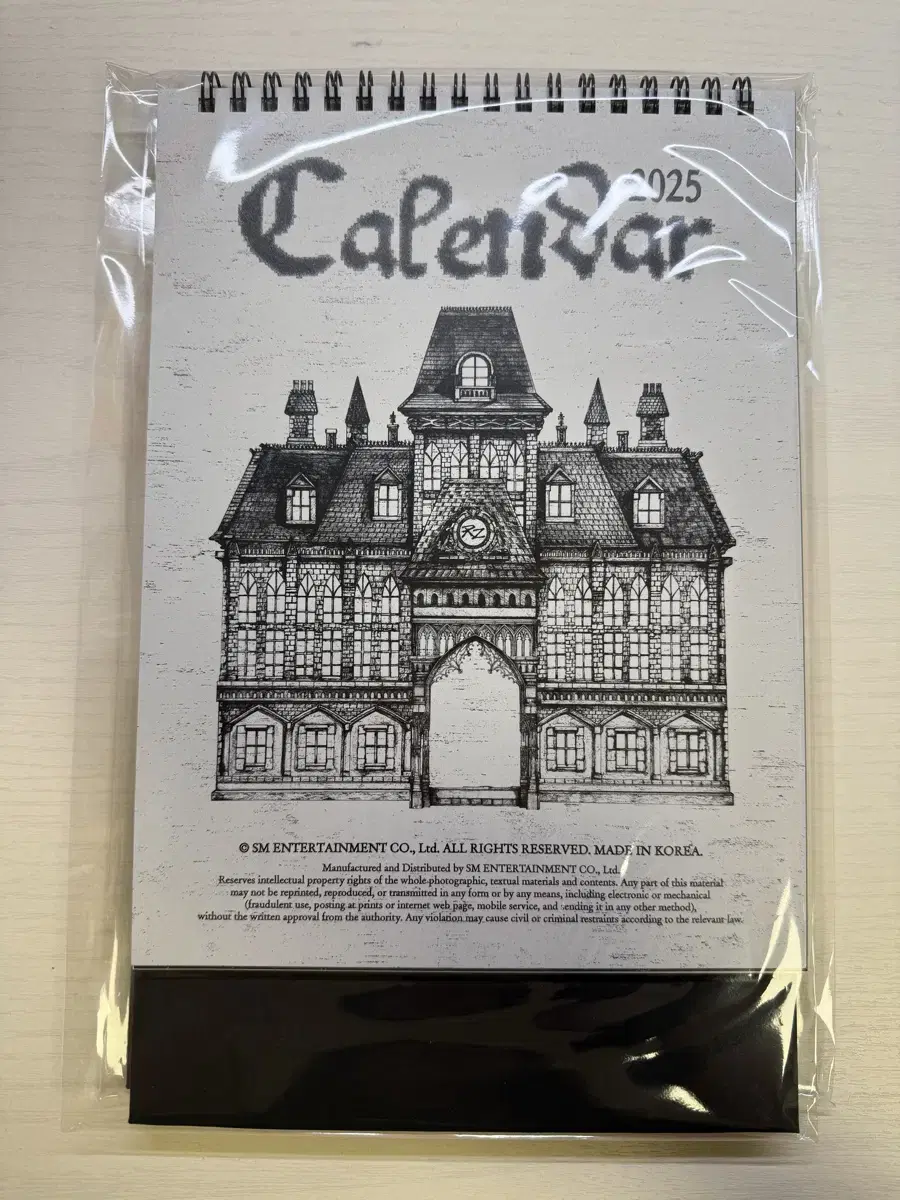 2025
Calendar
RZ
© SM ENTERTAINMENT CO., Ltd. ALL RIGHTS RESERVED. MADE IN KOREA.
Manufactured and Distributed by SM ENTERTAINMENT CO., Ltd.
Reserves intellectual property rights of the whole photographic, textual materials and contents. Any part of this material
may not be reprinted, reproduced, or transmitted in any form or by any means, including electronic or mechanical
(fraudulent use, posting at prints or internet web page, mobile service, and sending it in any other method),
without the written approval from the authority. Any violation may cause civil or criminal restraints according to the relevant law.